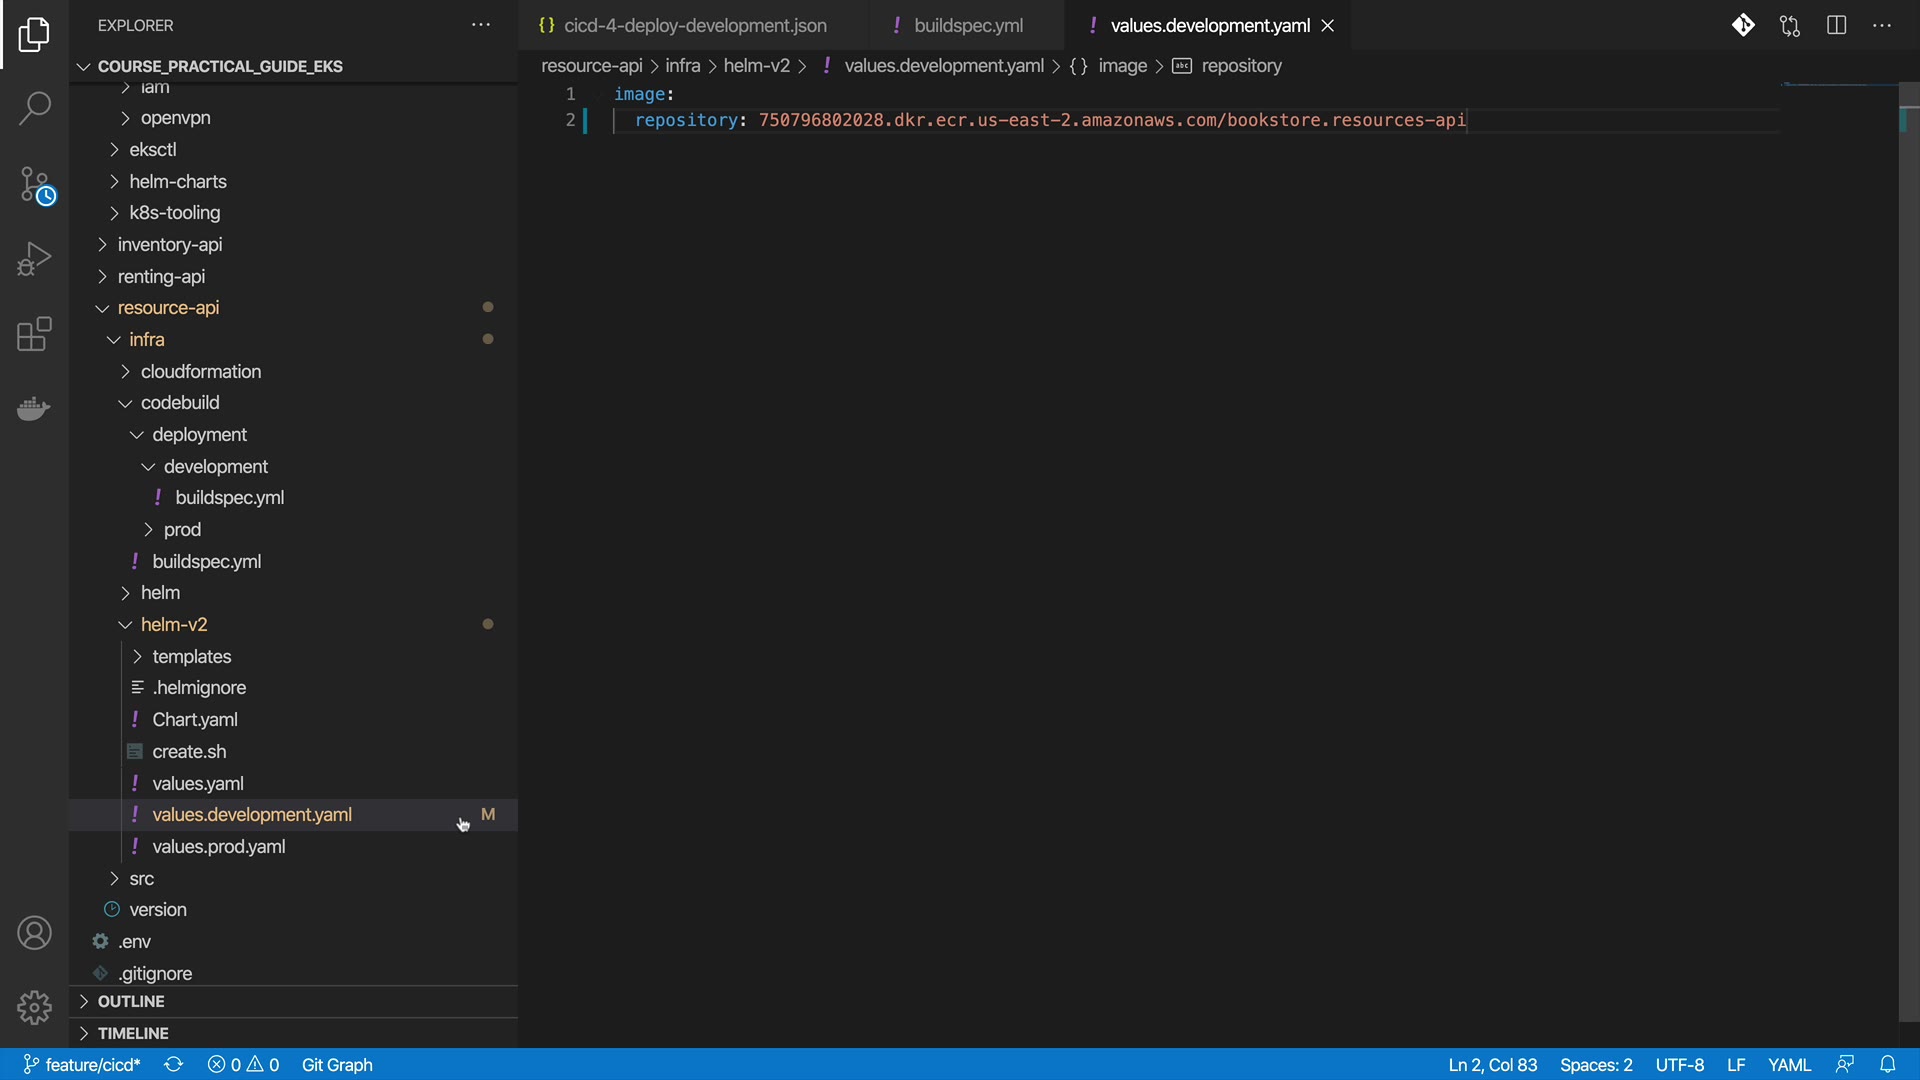 EXPLORER
COURSE_PRACTICAL_GUIDE_EKS
iam
openvpn
eksctl
helm-charts
k8s-tooling
inventory-api
renting-api
resource-api
infra
cloudformation
codebuild
deployment
development
! buildspec.yml
prod
! buildspec.yml
helm
helm-v2
templates
.helmignore
! Chart.yaml
create.sh
! values.yaml
! values.development.yaml M
! values.prod.yaml
src
version
.env
.gitignore
OUTLINE
TIMELINE
{} cicd-4-deploy-development.json ! buildspec.yml ! values.development.yaml
resource-api > infra > helm-v2 > ! values.development.yaml > {} image > abc repository
1 image:
2 repository: 750796802028.dkr.ecr.us-east-2.amazonaws.com/bookstore.resources-api
feature/cicd* 0 0 Git Graph Ln 2, Col 83 Spaces: 2 UTF-8 LF YAML